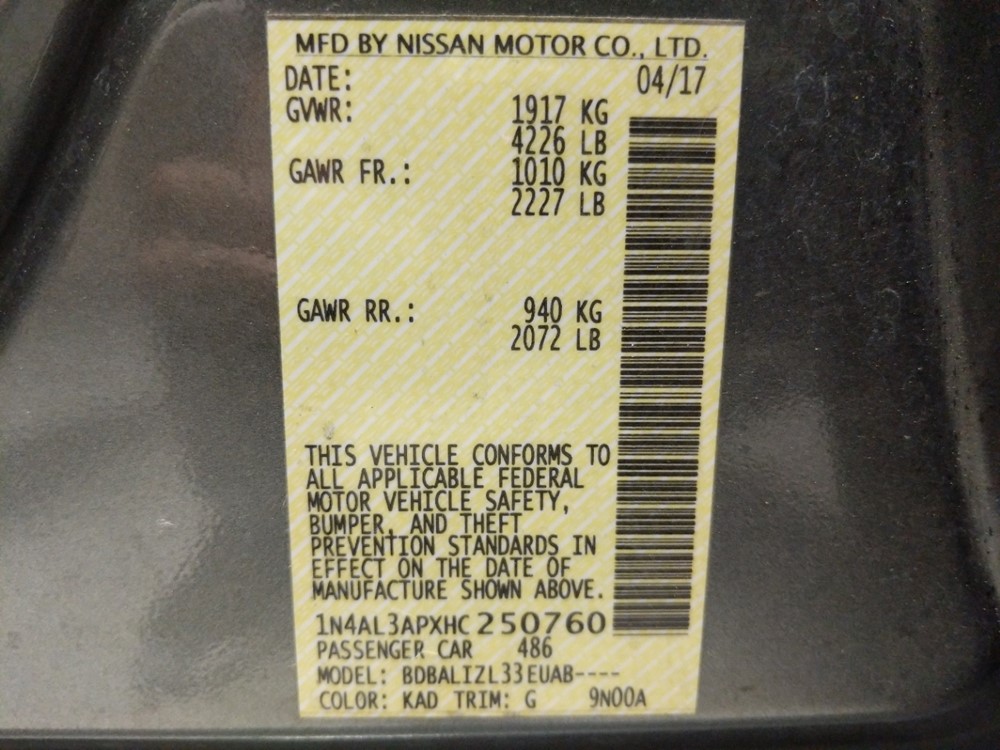 MFD BY NISSAN MOTOR CO., LTD.
DATE: 04/17
GVWR: 1917 KG
4226 LB
GAWR FR.: 1010 KG
2227 LB
GAWR RR.: 940 KG
2072 LB
THIS VEHICLE CONFORMS TO
ALL APPLICABLE FEDERAL
MOTOR VEHICLE SAFETY,
BUMPER, AND THEFT
PREVENTION STANDARDS IN
EFFECT ON THE DATE OF
MANUFACTURE SHOWN ABOVE.
1N4AL3APXHC250760
PASSENGER CAR 486
MODEL: BDBALIZL33EUAB----
COLOR: KAD TRIM: G 9N00A